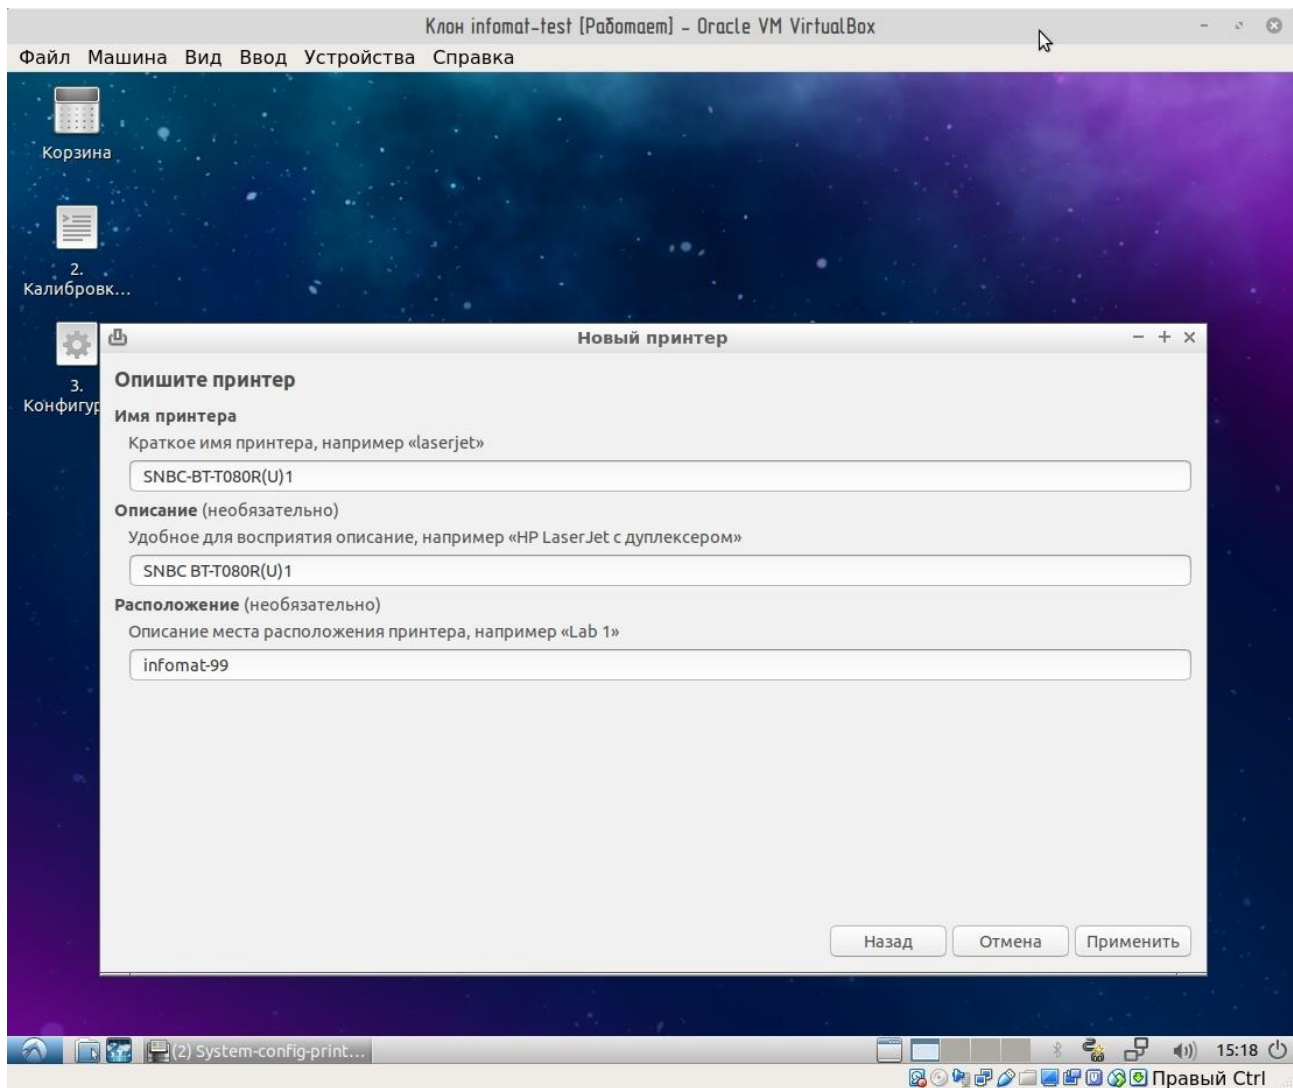 Клон infomat-test [Работает] - Oracle VM VirtualBox
Файл Машина Вид Ввод Устройства Справка
Корзина
2.
Калибровк...
3.
Конфигур
Новый принтер
Опишите принтер
Имя принтера
Краткое имя принтера, например «laserjet»
SNBC-BT-T080R(U)1
Описание (необязательно)
Удобное для восприятия описание, например «HP LaserJet с дуплексером»
SNBC BT-T080R(U)1
Расположение (необязательно)
Описание места расположения принтера, например «Lab 1»
infomat-99
Назад Отмена Применить
(2) System-config-print...
15:18
Правый Ctrl